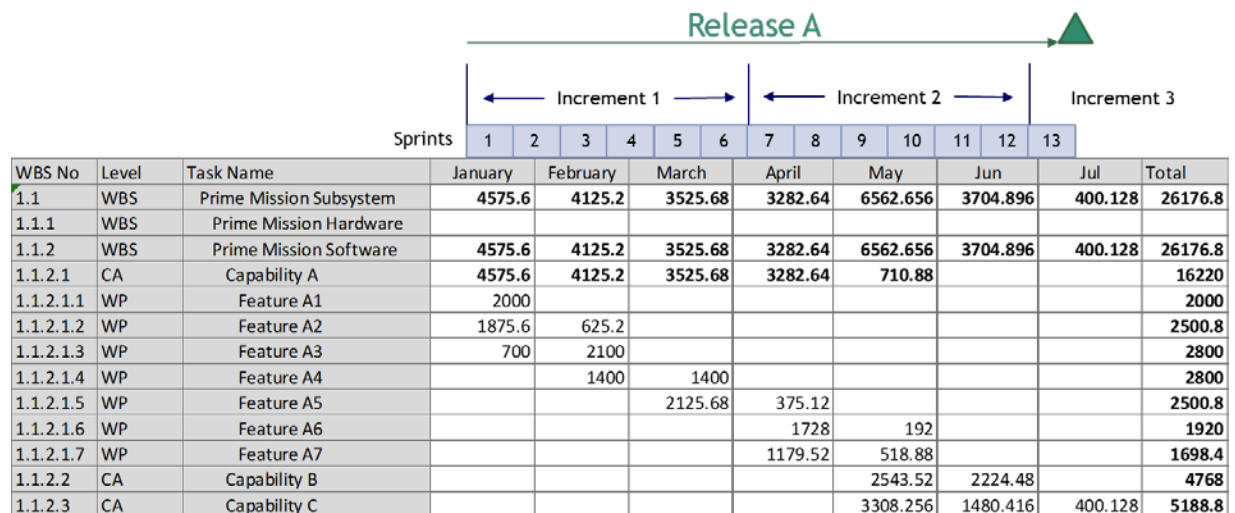 Release A
Increment 1 Increment 2 Increment 3
Sprints 1 2 3 4 5 6 7 8 9 10 11 12 13
WBS No Level Task Name January February March April May Jun Jul Total
1.1 WBS Prime Mission Subsystem 4575.6 4125.2 3525.68 3282.64 6562.656 3704.896 400.128 26176.8
1.1.1 WBS Prime Mission Hardware
1.1.2 WBS Prime Mission Software 4575.6 4125.2 3525.68 3282.64 6562.656 3704.896 400.128 26176.8
1.1.2.1 CA Capability A 4575.6 4125.2 3525.68 3282.64 710.88 16220
1.1.2.1.1 WP Feature A1 2000 2000
1.1.2.1.2 WP Feature A2 1875.6 625.2 2500.8
1.1.2.1.3 WP Feature A3 700 2100 2800
1.1.2.1.4 WP Feature A4 1400 1400 2800
1.1.2.1.5 WP Feature A5 2125.68 375.12 2500.8
1.1.2.1.6 WP Feature A6 1728 192 1920
1.1.2.1.7 WP Feature A7 1179.52 518.88 1698.4
1.1.2.2 CA Capability B 2543.52 2224.48 4768
1.1.2.3 CA Capability C 3308.256 1480.416 400.128 5188.8